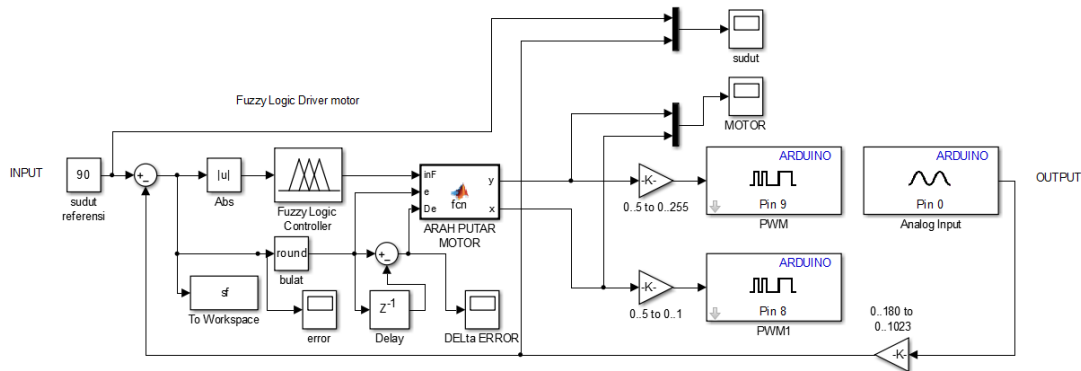 sudut
Fuzzy Logic Driver motor
MOTOR
INPUT
90
sudut
referensi
+
-
|u|
Abs
Fuzzy Logic
Controller
inF
e
De
fcn
y
x
ARAH PUTAR
MOTOR
-K-
0..5 to 0..255
ARDUINO
Pin 9
PWM
ARDUINO
Pin 0
Analog Input
OUTPUT
round
bulat
+
-
sf
To Workspace
error
Z-1
Delay
DELta ERROR
-K-
0..5 to 0..1
ARDUINO
Pin 8
PWM1
0..180 to
0..1023
-K-